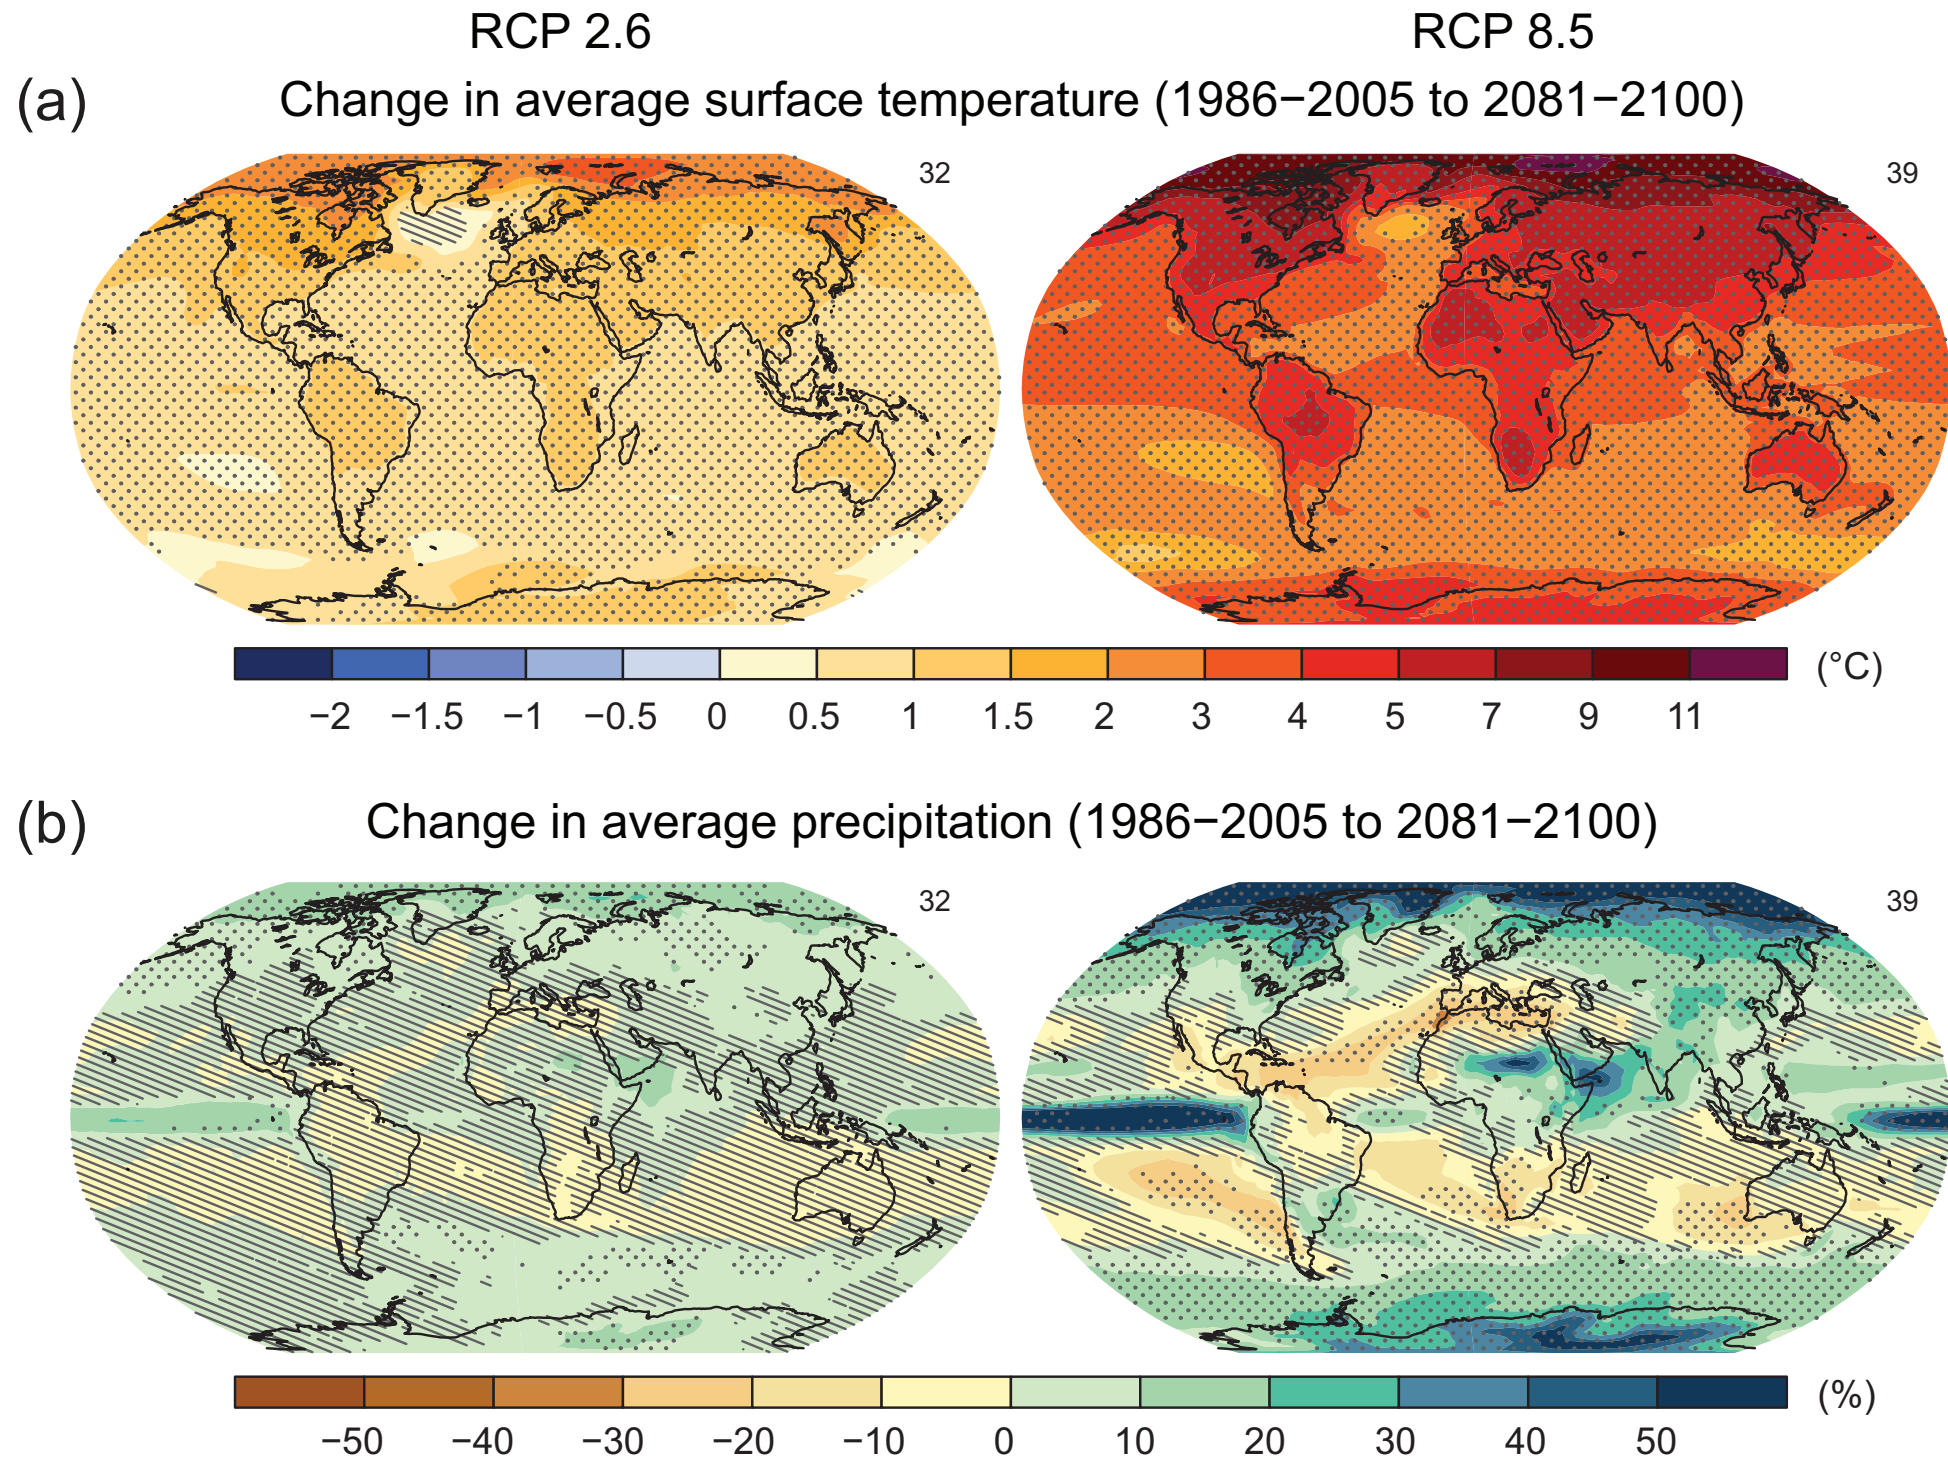 RCP 2.6 RCP 8.5
(a) Change in average surface temperature (1986−2005 to 2081−2100)
32 39
−2 −1.5 −1 −0.5 0 0.5 1 1.5 2 3 4 5 7 9 11 (°C)
(b) Change in average precipitation (1986−2005 to 2081−2100)
32 39
−50 −40 −30 −20 −10 0 10 20 30 40 50 (%)